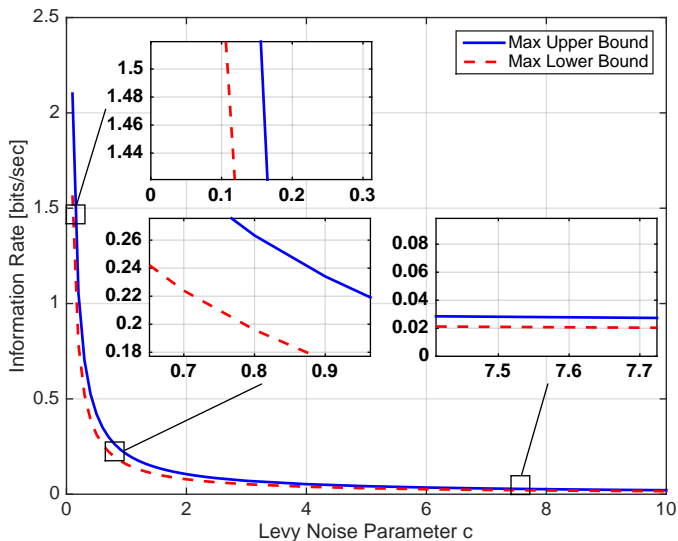 2.5
Max Upper Bound
Max Lower Bound
1.5
1.48
1.46
1.44
0 0.1 0.2 0.3
2
1.5
0.26
0.24
0.22
0.2
0.18
0.7 0.8 0.9
0.1
0.08
0.06
0.04
0.02
0
7.5 7.6 7.7
1
0.5
0
Information Rate [bits/sec]
0 2 4 6 8 10
Levy Noise Parameter c